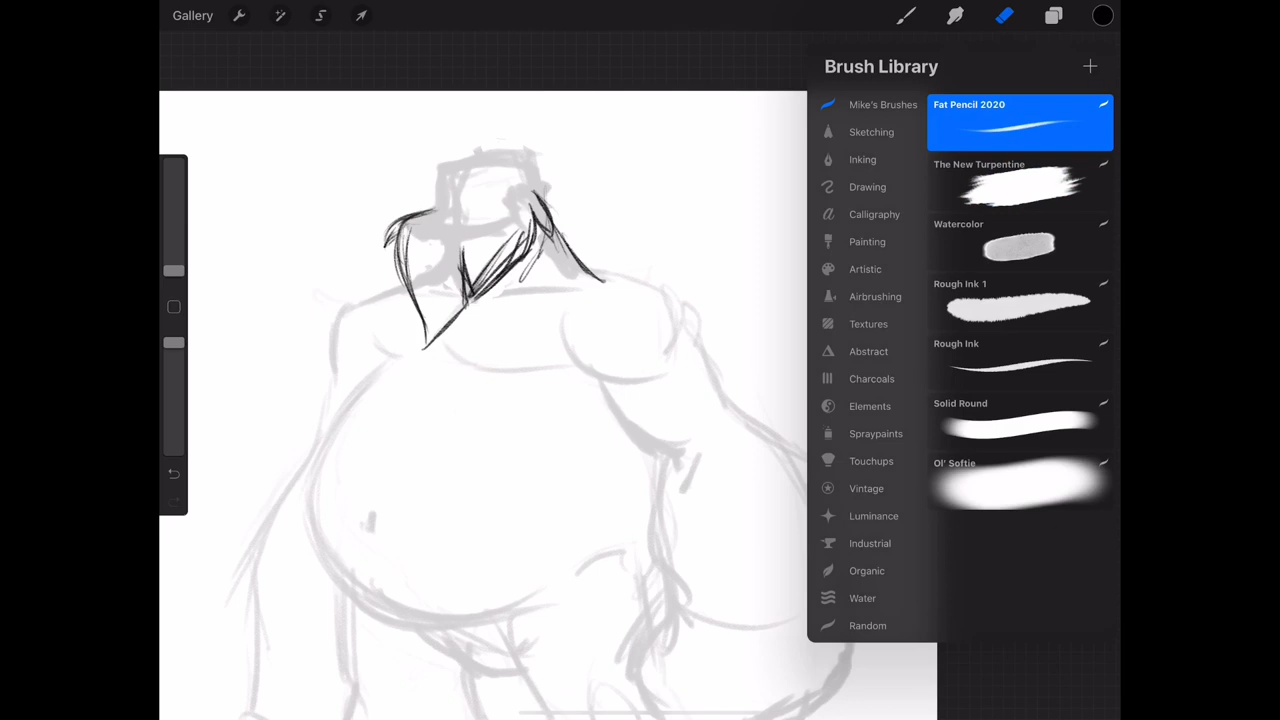 Gallery
Brush Library
Mike's Brushes
Sketching
Inking
Drawing
Calligraphy
Painting
Artistic
Airbrushing
Textures
Abstract
Charcoals
Elements
Spraypaints
Touchups
Vintage
Luminance
Industrial
Organic
Water
Random
Fat Pencil 2020
The New Turpentine
Watercolor
Rough Ink 1
Rough Ink
Solid Round
Ol' Softie